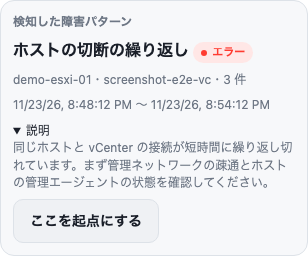 検知した障害パターン
ホストの切断の繰り返し ● エラー
demo-esxi-01・screenshot-e2e-vc・3 件
11/23/26, 8:48:12 PM 〜 11/23/26, 8:54:12 PM
▼ 説明
同じホストと vCenter の接続が短時間に繰り返し切
れています。まず管理ネットワークの疎通とホスト
の管理エージェントの状態を確認してください。
ここを起点にする